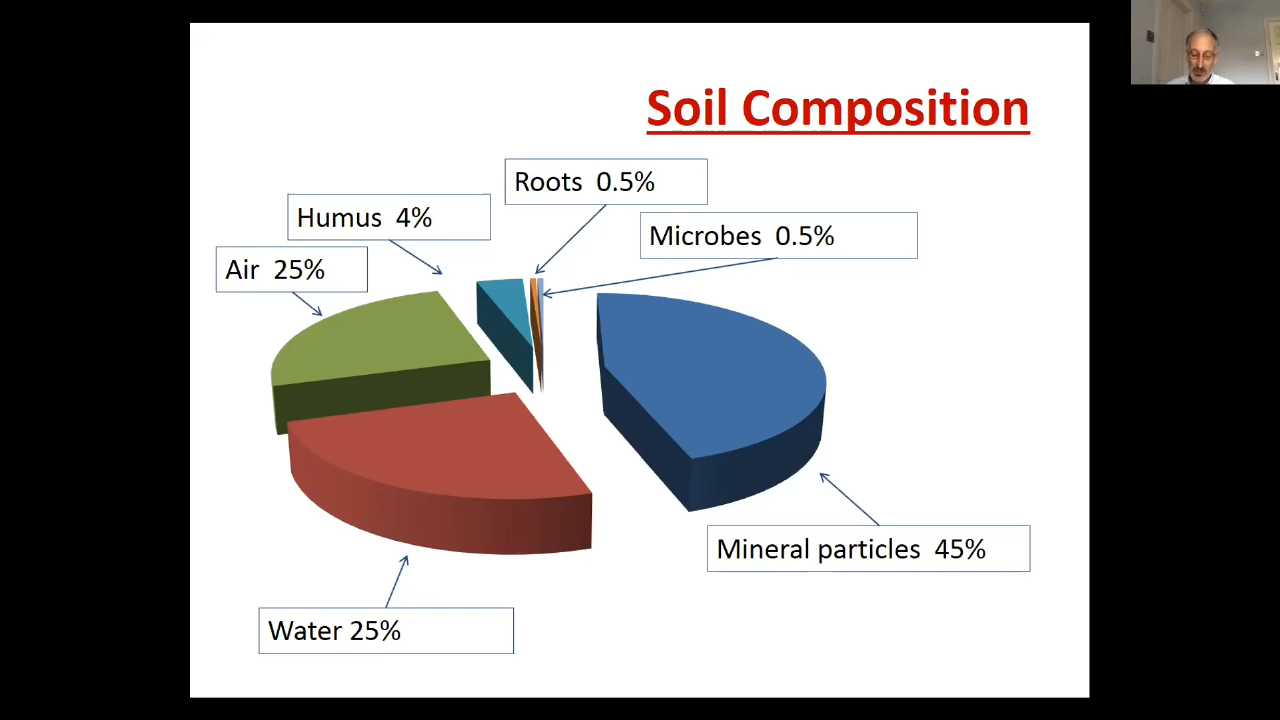 Soil Composition
Roots 0.5%
Humus 4%
Microbes 0.5%
Air 25%
Mineral particles 45%
Water 25%